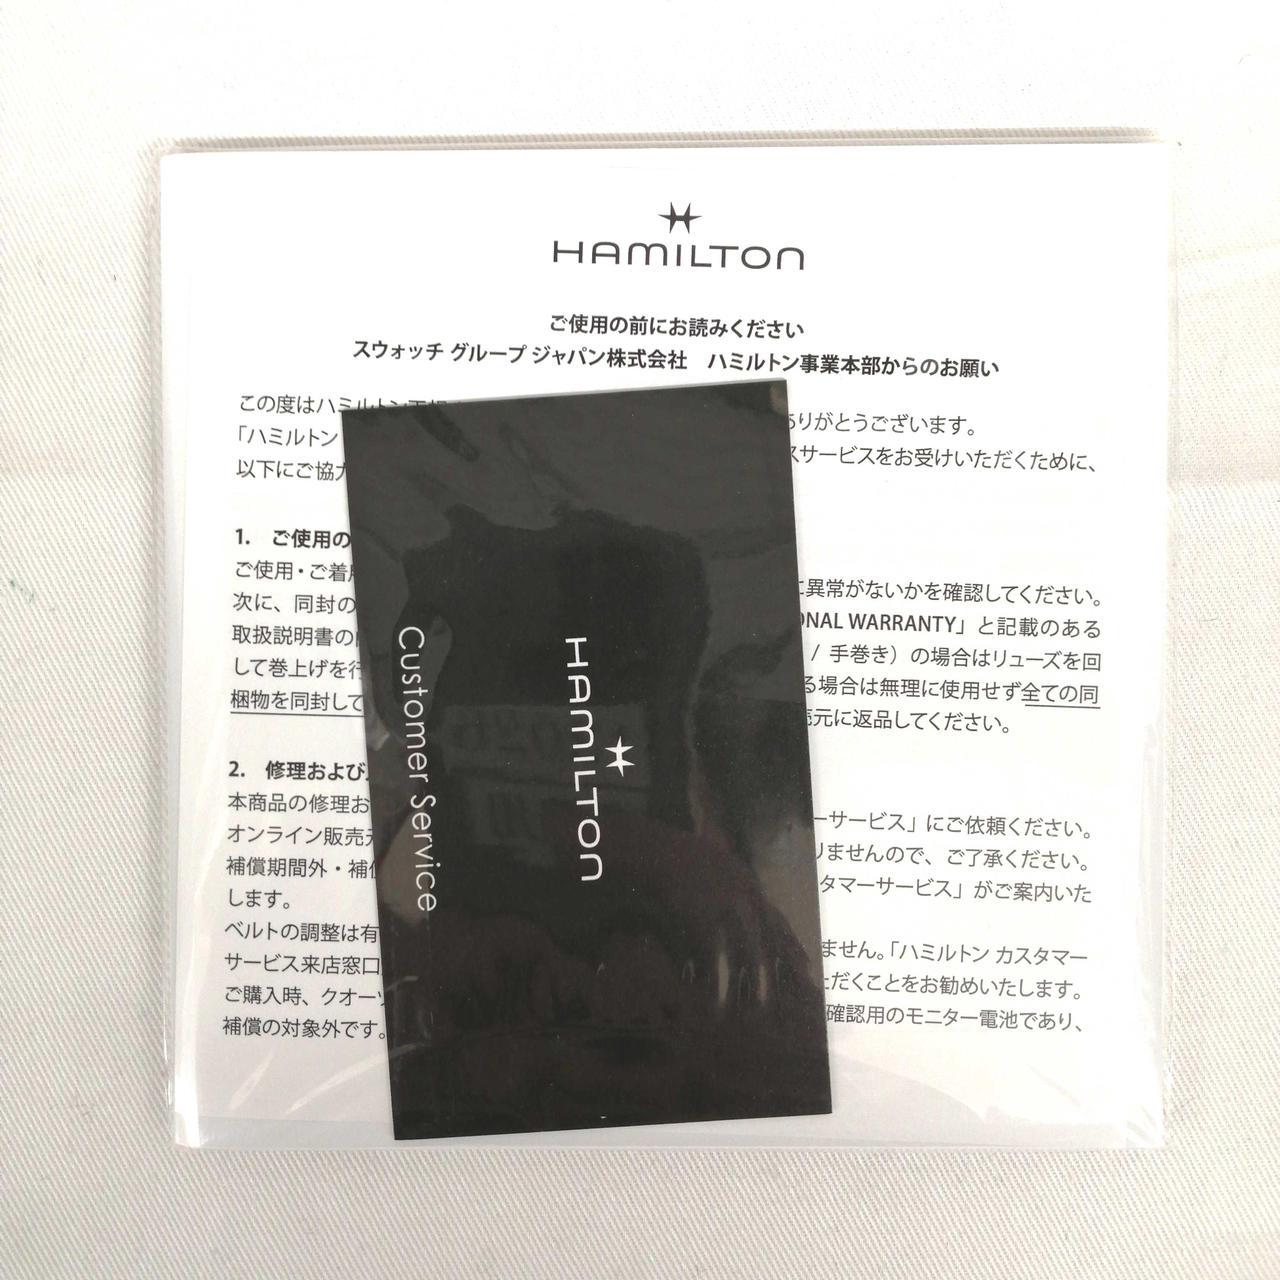 HAMILTON
ご使用の前にお読みください
スウォッチ グループ ジャパン株式会社 ハミルトン事業本部からのお願い
この度はハミルトン ありがとうございます。
「ハミルトン スサービスをお受けいただくために、
以下にご協力
1. ご使用の
ご使用・ご着用 に異常がないかを確認してください。
次に、同封の ONAL WARRANTY」と記載のある
取扱説明書の / 手巻き）の場合はリューズを回
して巻上げを行 る場合は無理に使用せず全ての同
梱物を同封して 売元に返品してください。
2. 修理および
本商品の修理お ーサービス」にご依頼ください。
オンライン販売元 りませんので、ご了承ください。
補償期間外・補償 タマーサービス」がご案内いた
します。
ベルトの調整は有 ません。「ハミルトン カスタマー
サービス来店窓口 ただくことをお勧めいたします。
ご購入時、クオーツ 確認用のモニター電池であり、
補償の対象外です。
HAMILTON
Customer Service